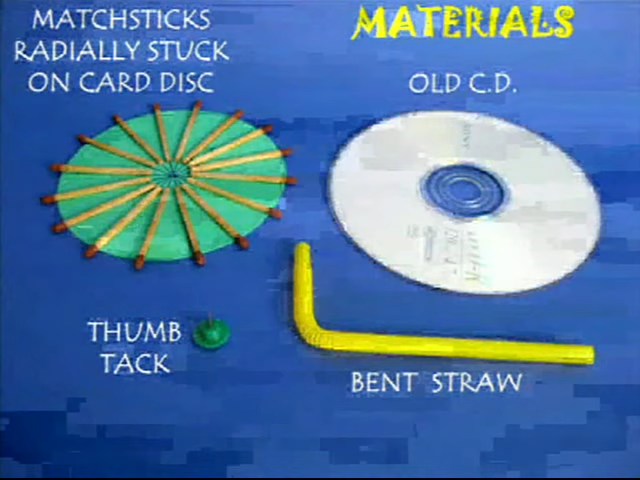 MATCHSTICKS
RADIALLY STUCK
ON CARD DISC
MATERIALS
OLD C.D.
THUMB
TACK
BENT STRAW